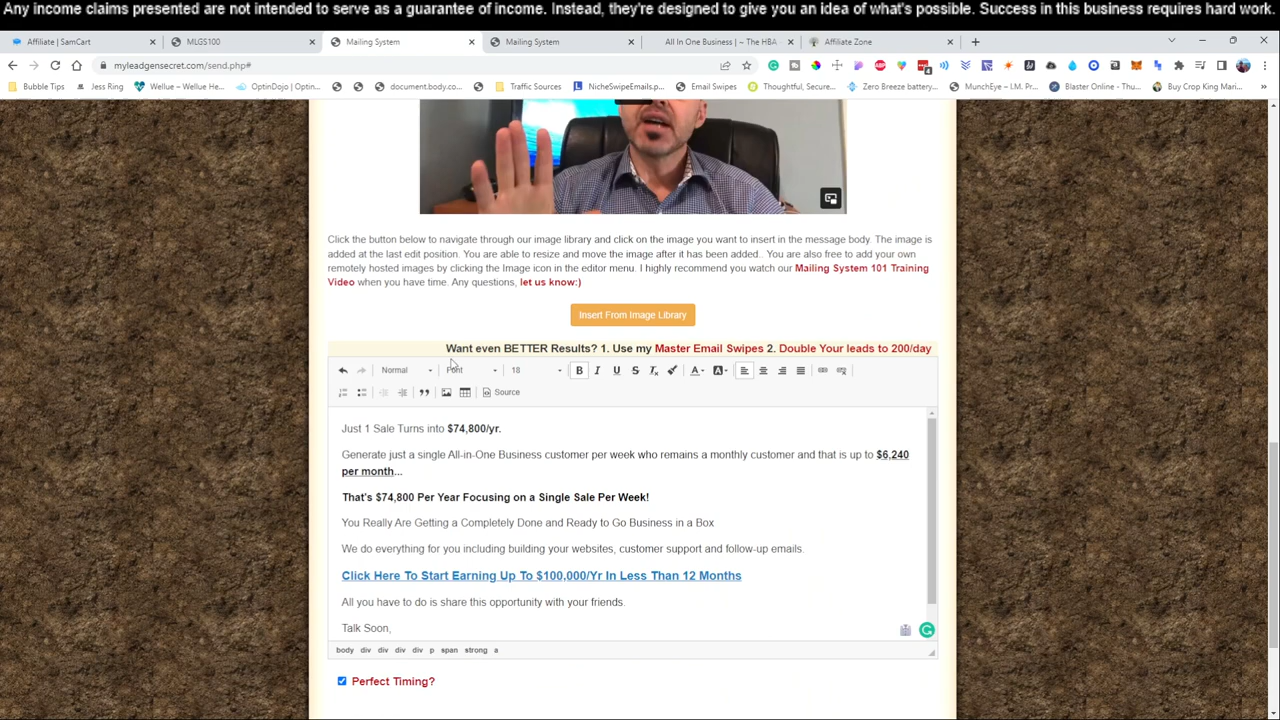 Any income claims presented are not intended to serve as a guarantee of income. Instead, they're designed to give you an idea of what's possible. Success in this business requires hard work.
Affiliate | SamCart
MLGS100
Mailing System
Mailing System
All In One Business | ~ The HBA
Affiliate Zone
myleadgensecret.com/send.php#
Bubble Tips
Jess Ring
Wellue – Wellue He...
OptinDojo | Optin...
document.body.co...
Traffic Sources
NicheSwipeEmails.p...
Email Swipes
Thoughtful, Secure...
Zero Breeze battery...
MunchEye – I.M. Pr...
Blaster Online - Thu...
Buy Crop King Mari...
Click the button below to navigate through our image library and click on the image you want to insert in the message body. The image is
added at the last edit position. You are able to resize and move the image after it has been added.. You are also free to add your own
remotely hosted images by clicking the Image icon in the editor menu. I highly recommend you watch our Mailing System 101 Training
Video when you have time. Any questions, let us know:)
Insert From Image Library
Want even BETTER Results? 1. Use my Master Email Swipes 2. Double Your leads to 200/day
Normal Font 18
Source
Just 1 Sale Turns into $74,800/yr.
Generate just a single All-in-One Business customer per week who remains a monthly customer and that is up to $6,240
per month...
That's $74,800 Per Year Focusing on a Single Sale Per Week!
You Really Are Getting a Completely Done and Ready to Go Business in a Box
We do everything for you including building your websites, customer support and follow-up emails.
Click Here To Start Earning Up To $100,000/Yr In Less Than 12 Months
All you have to do is share this opportunity with your friends.
Talk Soon,
body div div div div p span strong a
Perfect Timing?